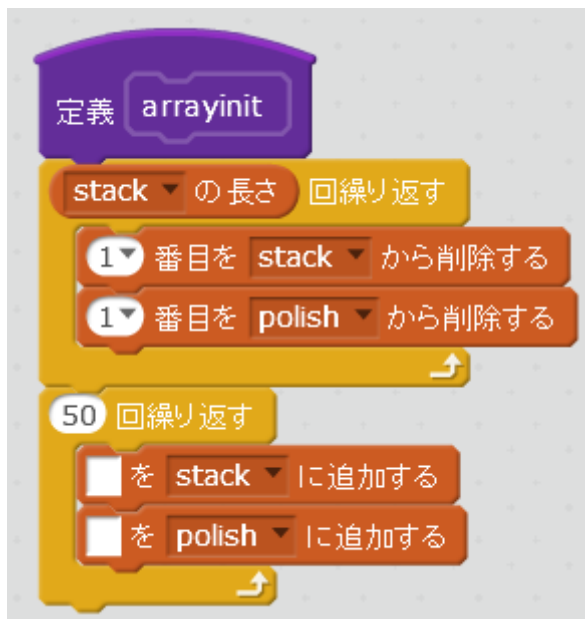 定義 arrayinit
stack の長さ 回繰り返す
1 番目を stack から削除する
1 番目を polish から削除する
50 回繰り返す
を stack に追加する
を polish に追加する